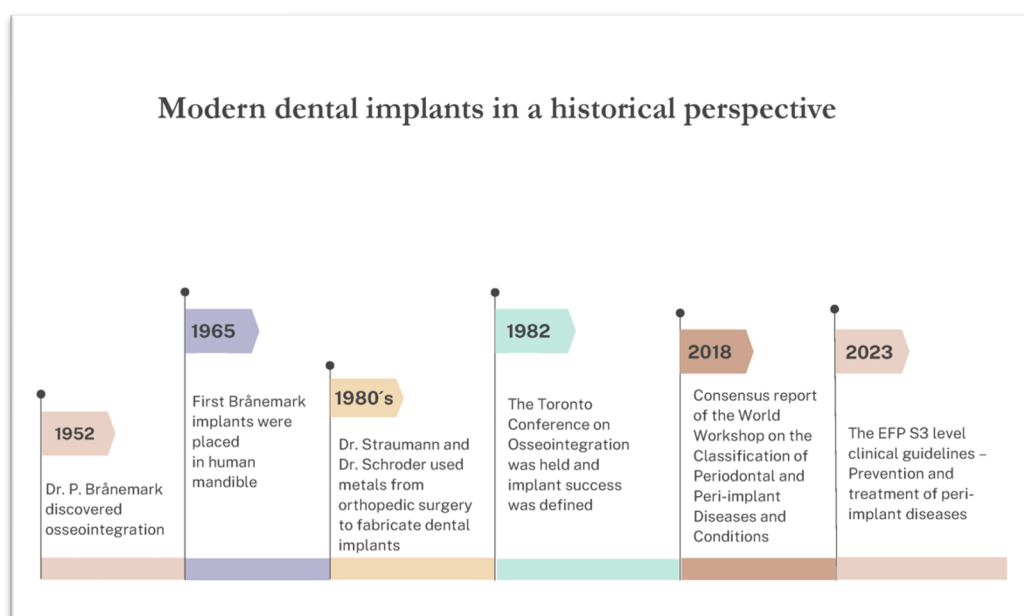 Modern dental implants in a historical perspective
1952
Dr. P. Brånemark
discovered
osseointegration
1965
First Brånemark
implants were
placed
in human
mandible
1980´s
Dr. Straumann and
Dr. Schroder used
metals from
orthopedic surgery
to fabricate dental
implants
1982
The Toronto
Conference on
Osseointegration
was held and
implant success
was defined
2018
Consensus report
of the World
Workshop on the
Classification of
Periodontal and
Peri-implant
Diseases and
Conditions
2023
The EFP S3 level
clinical guidelines –
Prevention and
treatment of peri-
implant diseases